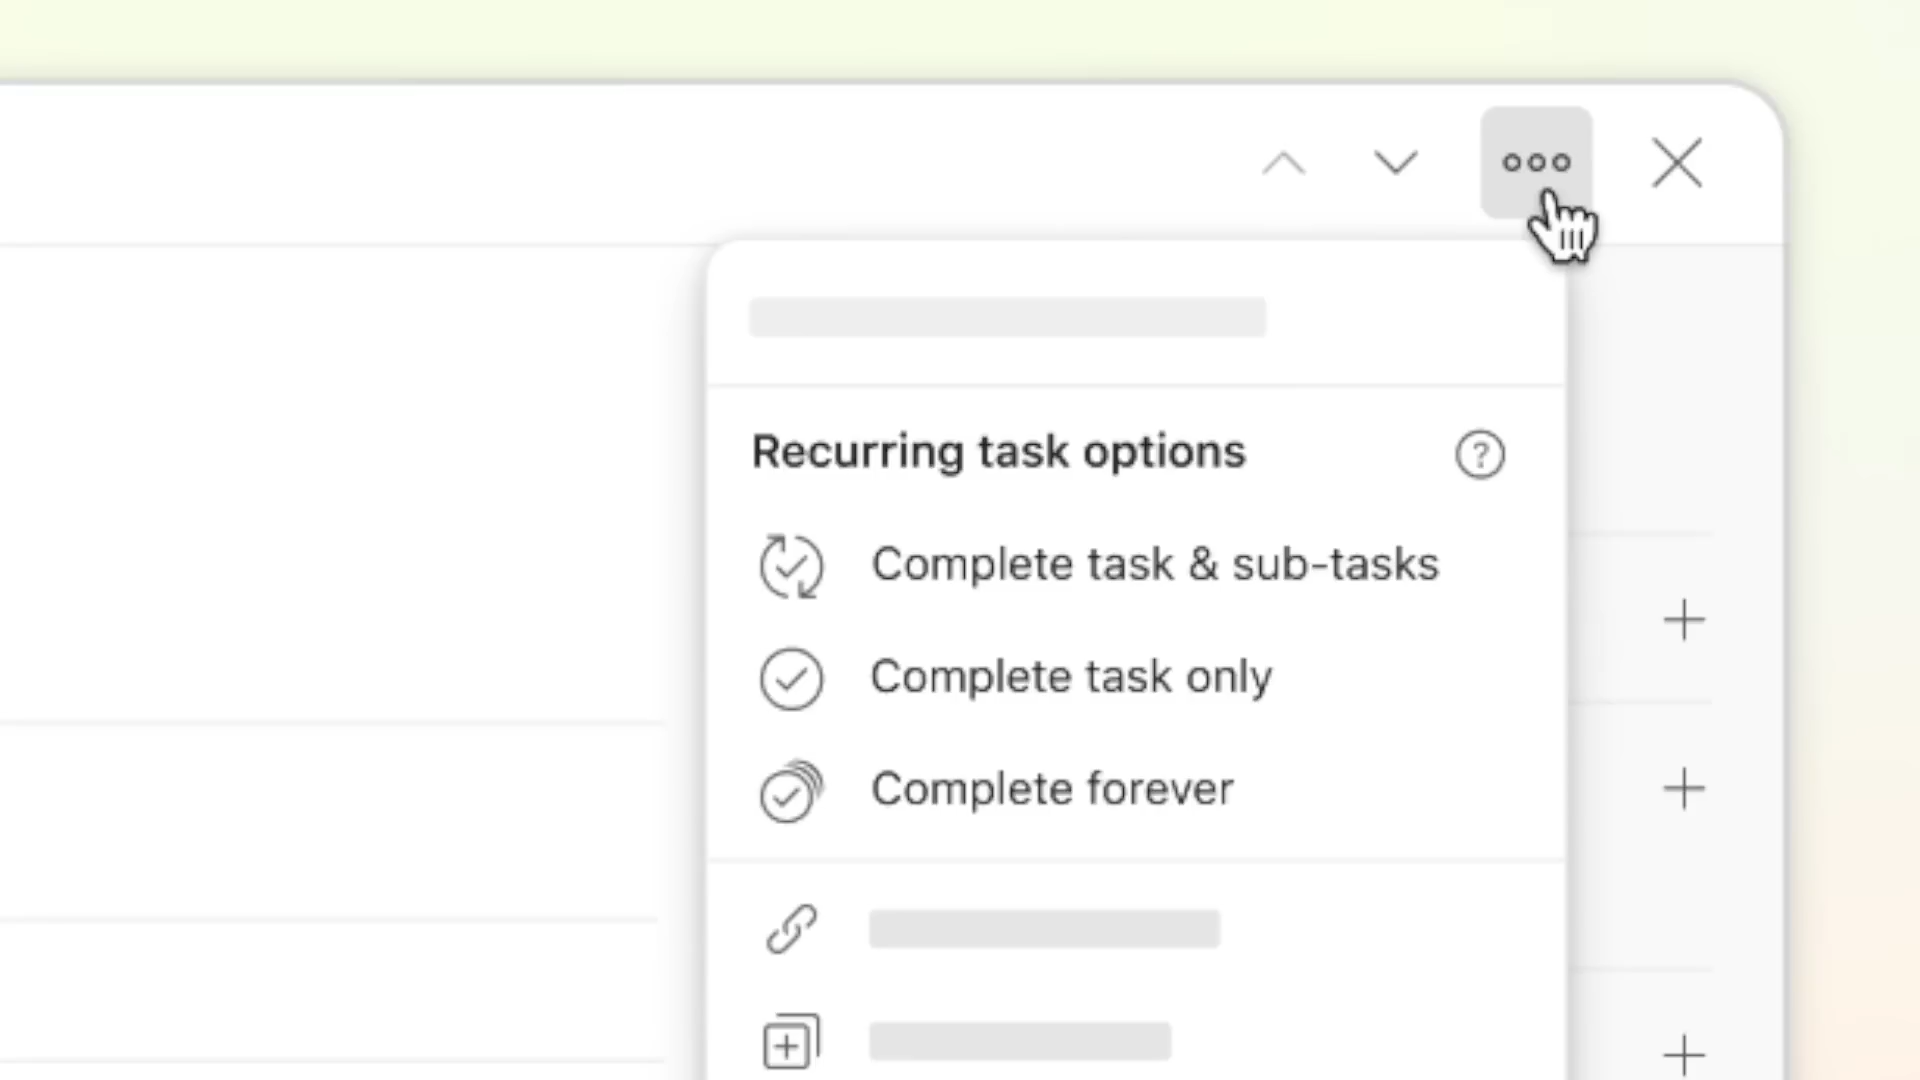 Recurring task options
Complete task & sub-tasks
Complete task only
Complete forever